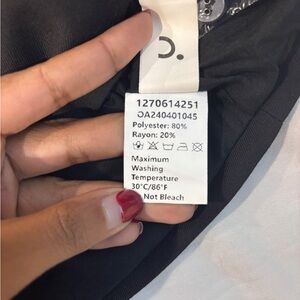 ɔ.
1270614251
OA240401045
Polyester: 80%
Rayon: 20%
Maximum
Washing
Temperature
30°C/86°F
Not Bleach